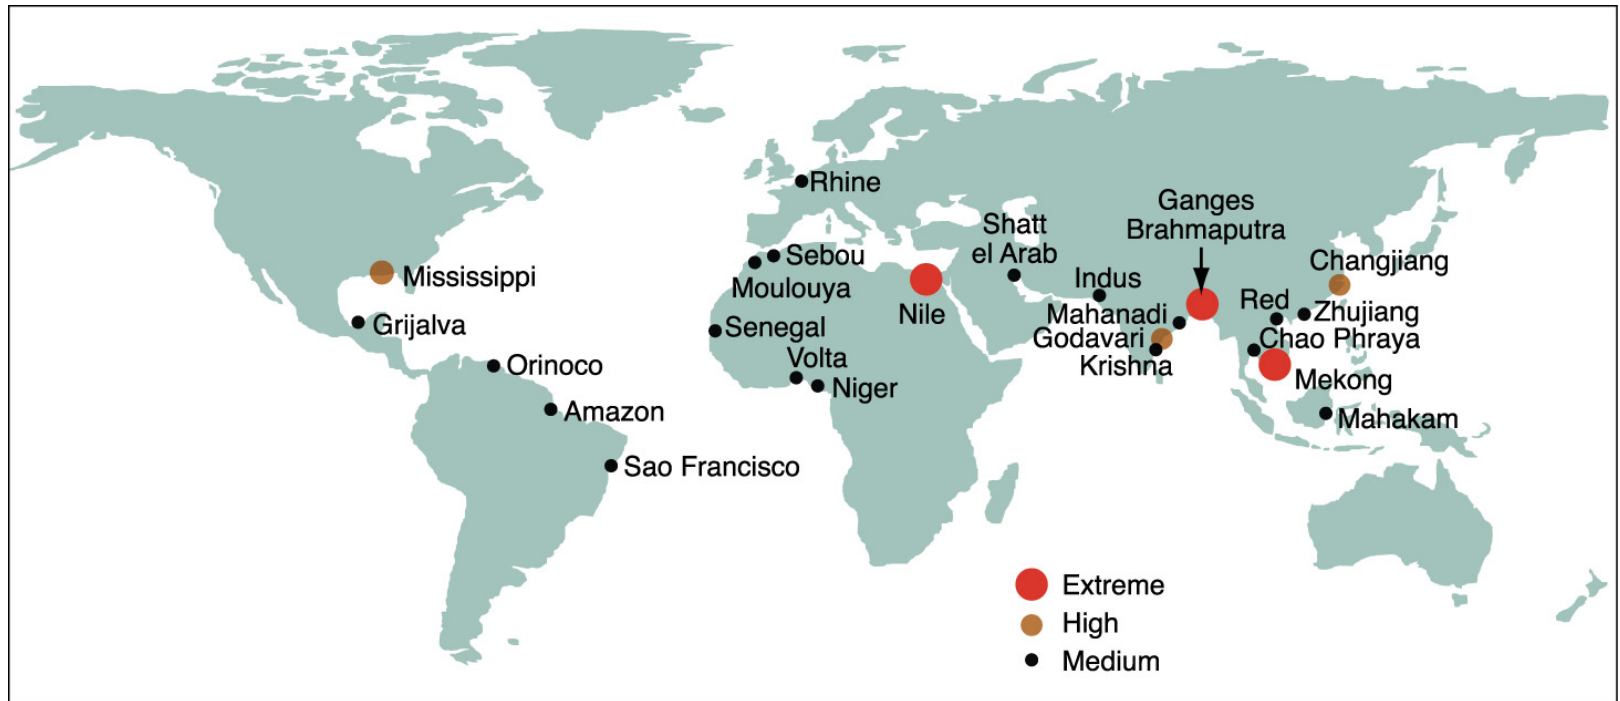 Rhine
Ganges
Brahmaputra
Shatt
el Arab
Sebou
Moulouya
Changjiang
Mississippi
Indus
Nile
Red
Zhujiang
Mahanadi
Grijalva
Senegal
Godavari
Chao Phraya
Volta
Krishna
Orinoco
Niger
Mekong
Amazon
Mahakam
Sao Francisco
Extreme
High
Medium